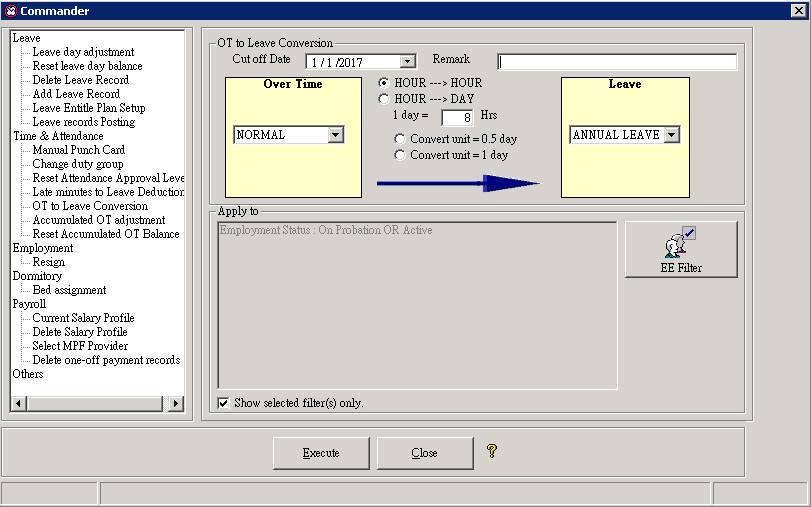 Commander
Leave
Leave day adjustment
Reset leave day balance
Delete Leave Record
Add Leave Record
Leave Entitle Plan Setup
Leave records Posting
Time & Attendance
Manual Punch Card
Change duty group
Reset Attendance Approval Leve
Late minutes to Leave Deduction
OT to Leave Conversion
Accumulated OT adjustment
Reset Accumulated OT Balance
Employment
Resign
Dormitory
Bed assignment
Payroll
Current Salary Profile
Delete Salary Profile
Select MPF Provider
Delete one-off payment records
Others
OT to Leave Conversion
Cut off Date 1 / 1 /2017 Remark
Over Time
NORMAL
HOUR ---> HOUR
HOUR ---> DAY
1 day = 8 Hrs
Convert unit = 0.5 day
Convert unit = 1 day
Leave
ANNUAL LEAVE
Apply to
Employment Status : On Probation OR Active
EE Filter
Show selected filter(s) only.
Execute Close ?